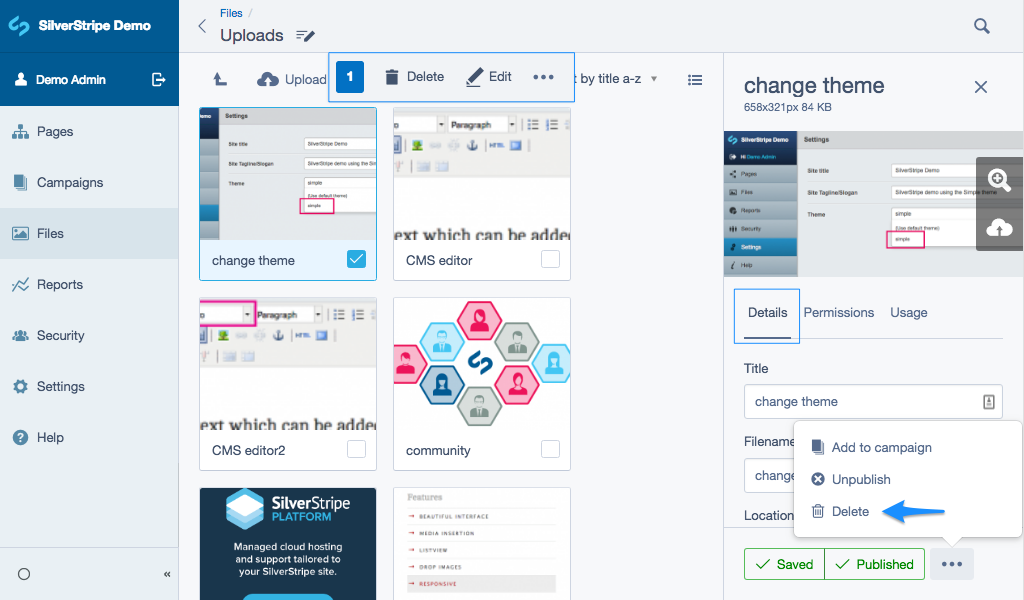 SilverStripe Demo
Demo Admin
Pages
Campaigns
Files
Reports
Security
Settings
Help
«
Files /
Uploads
Upload
1
Delete
Edit
by title a-z
Settings
Site title
SilverStripe Demo
Site Tagline/Slogan
SilverStripe demo using the Sim
Theme
simple
(Use default theme)
simple
change theme
Paragraph
HTML
ext which can be adde
CMS editor
Paragraph
HTML
ext which can be adde
CMS editor2
community
SilverStripe
PLATFORM
Managed cloud hosting
and support tailored to
your SilverStripe site.
Features
BEAUTIFUL INTERFACE
MEDIA INSERTION
LISTVIEW
DROP IMAGES
RESPONSIVE
change theme
658x321px 84 KB
SilverStripe Demo
Hi Demo Admin
Pages
Files
Reports
Security
Settings
Help
Settings
Site title
SilverStripe Demo
Site Tagline/Slogan
SilverStripe demo using the Simple theme
Theme
simple
(Use default theme)
simple
Details
Permissions
Usage
Title
change theme
Filename
change
Location
Add to campaign
Unpublish
Delete
Saved
Published